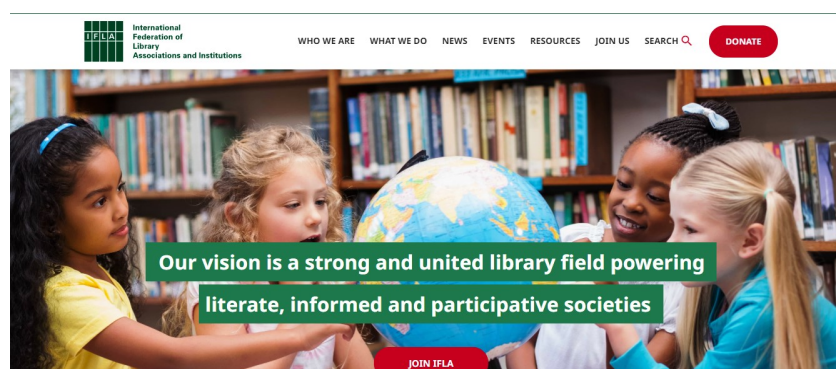 International
IFLA Federation of
Library
Associations and Institutions
WHO WE ARE WHAT WE DO NEWS EVENTS RESOURCES JOIN US SEARCH DONATE
Our vision is a strong and united library field powering
literate, informed and participative societies
JOIN IFLA